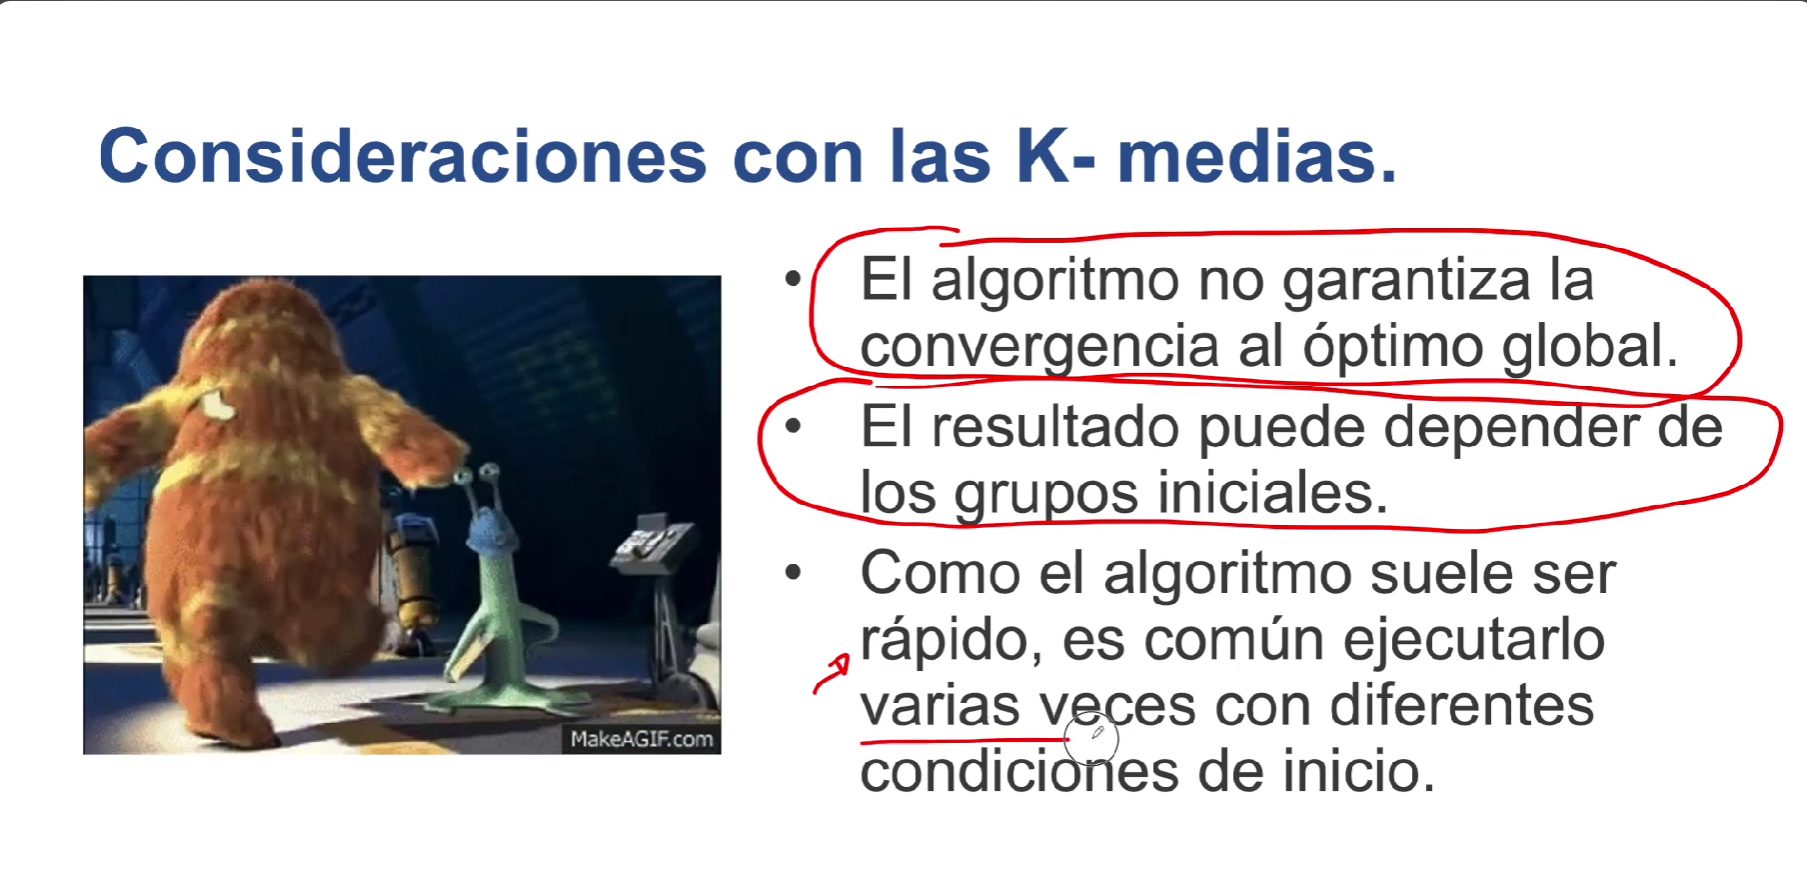 Consideraciones con las K- medias.
• El algoritmo no garantiza la
convergencia al óptimo global.
• El resultado puede depender de
los grupos iniciales.
• Como el algoritmo suele ser
rápido, es común ejecutarlo
varias veces con diferentes
condiciones de inicio.
MakeAGIF.com